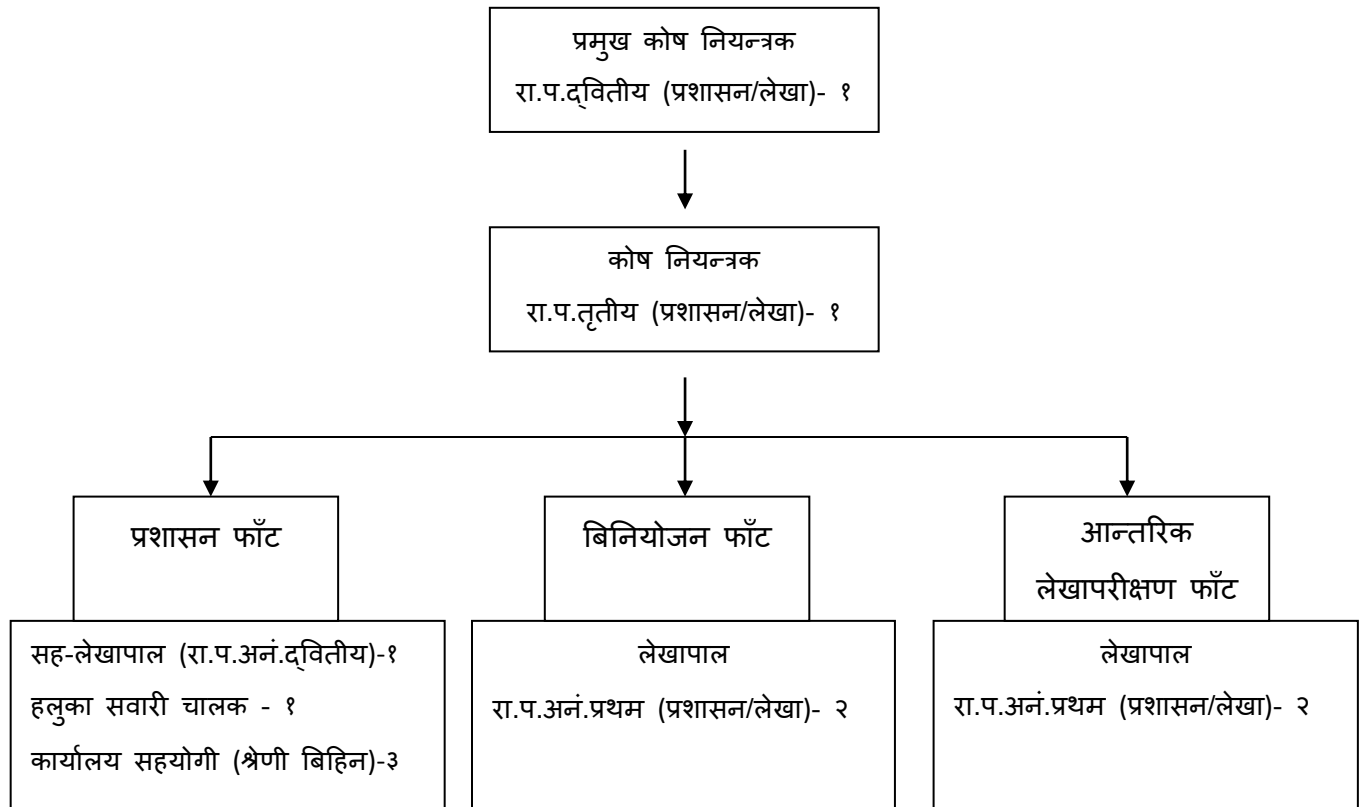 प्रमुख कोष नियन्त्रक
रा.प.द्वितीय (प्रशासन/लेखा)- १
कोष नियन्त्रक
रा.प.तृतीय (प्रशासन/लेखा)- १
प्रशासन फाँट
सह-लेखापाल (रा.प.अनं.द्वितीय)-१
हलुका सवारी चालक - १
कार्यालय सहयोगी (श्रेणी बिहिन)-३
बिनियोजन फाँट
लेखापाल
रा.प.अनं.प्रथम (प्रशासन/लेखा)- २
आन्तरिक
लेखापरीक्षण फाँट
लेखापाल
रा.प.अनं.प्रथम (प्रशासन/लेखा)- २